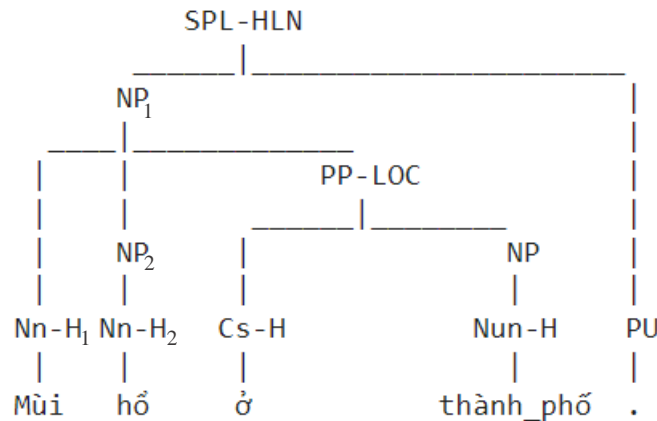 SPL-HLN
NP₁
PP-LOC
NP₂ NP
Nn-H₁ Nn-H₂ Cs-H Nun-H PU
Mùi hổ ở thành_phố .